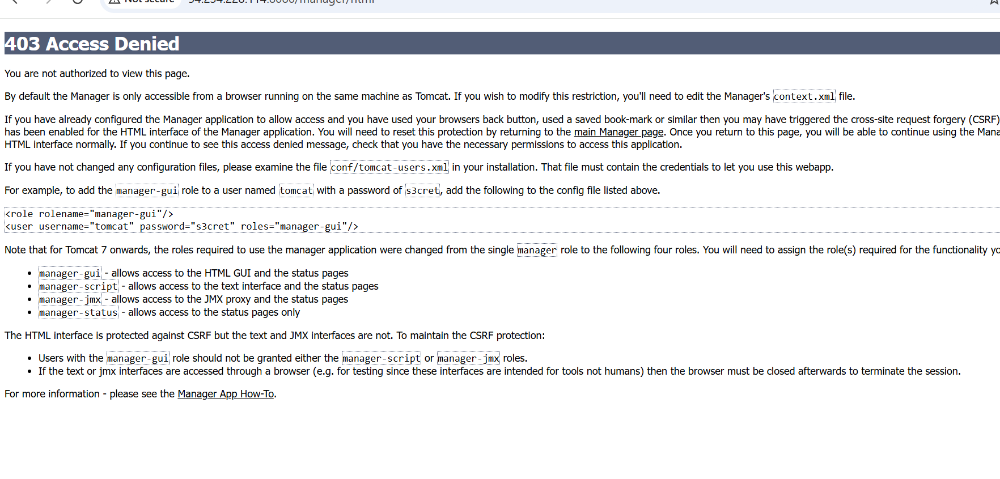 403 Access Denied
You are not authorized to view this page.
By default the Manager is only accessible from a browser running on the same machine as Tomcat. If you wish to modify this restriction, you'll need to edit the Manager's context.xml file.
If you have already configured the Manager application to allow access and you have used your browsers back button, used a saved book-mark or similar then you may have triggered the cross-site request forgery (CSRF)
has been enabled for the HTML interface of the Manager application. You will need to reset this protection by returning to the main Manager page. Once you return to this page, you will be able to continue using the
HTML interface normally. If you continue to see this access denied message, check that you have the necessary permissions to access this application.
If you have not changed any configuration files, please examine the file conf/tomcat-users.xml in your installation. That file must contain the credentials to let you use this webapp.
For example, to add the manager-gui role to a user named tomcat with a password of s3cret, add the following to the config file listed above.
<role rolename="manager-gui"/>
<user username="tomcat" password="s3cret" roles="manager-gui"/>
Note that for Tomcat 7 onwards, the roles required to use the manager application were changed from the single manager role to the following four roles. You will need to assign the role(s) required for the functionality
• manager-gui - allows access to the HTML GUI and the status pages
• manager-script - allows access to the text interface and the status pages
• manager-jmx - allows access to the JMX proxy and the status pages
• manager-status - allows access to the status pages only
The HTML interface is protected against CSRF but the text and JMX interfaces are not. To maintain the CSRF protection:
• Users with the manager-gui role should not be granted either the manager-script or manager-jmx roles.
• If the text or jmx interfaces are accessed through a browser (e.g. for testing since these interfaces are intended for tools not humans) then the browser must be closed afterwards to terminate the session.
For more information - please see the Manager App How-To.